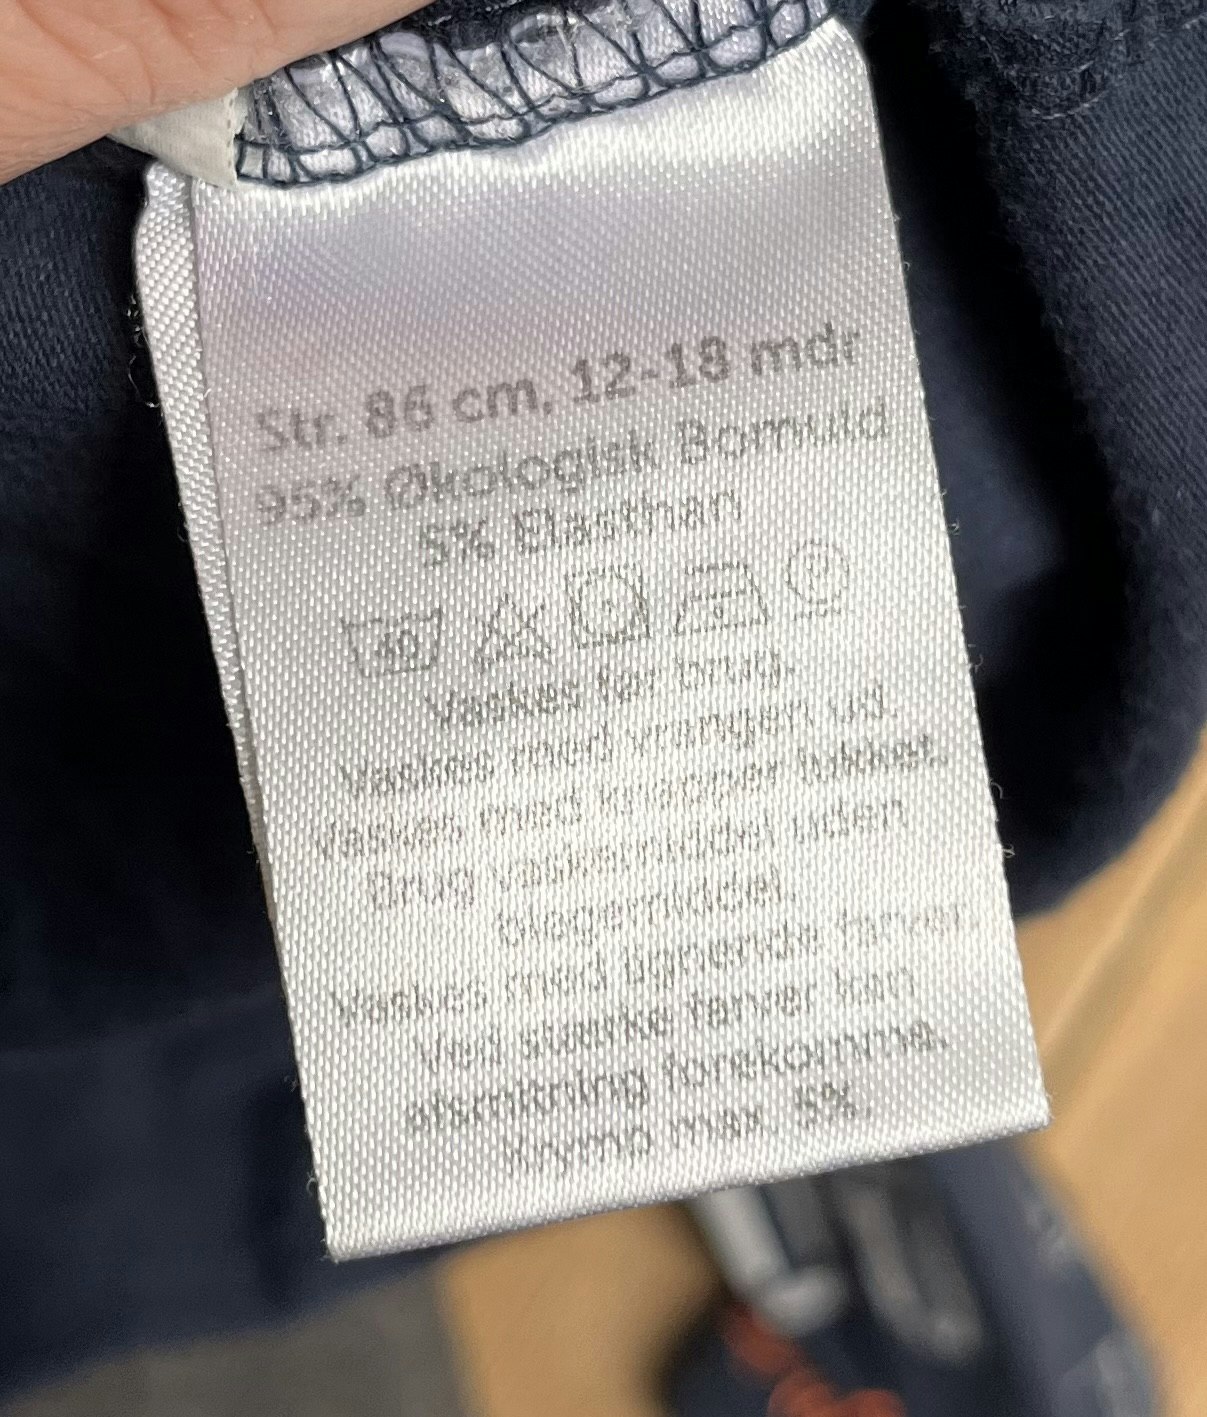 Str. 86 cm, 12-18 mdr
95% Økologisk Bomuld
5% Elasthan
40 P
Vaskes før brug.
Vaskes med vrangen ud.
Vaskes med knapper lukket.
Brug vaskemiddel uden
blegemiddel
Vaskes med lignende farver
Ved stærke farver kan
afsmitning forekomme.
Krymp max. 5%.